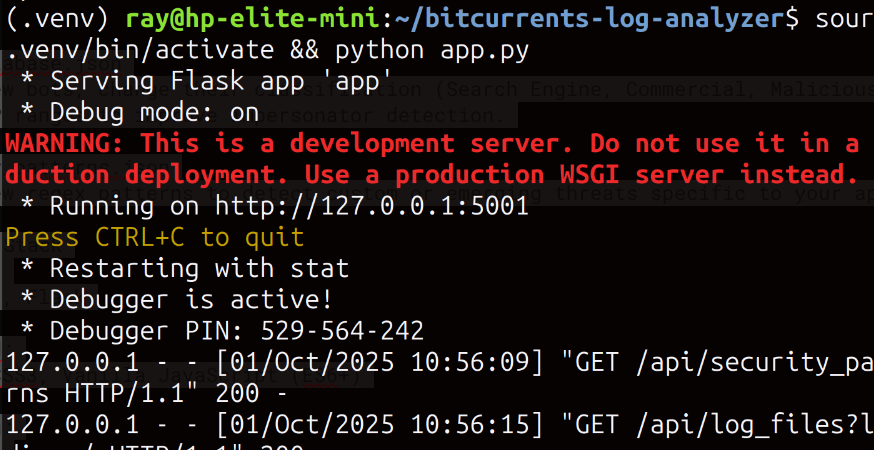 (.venv) ray@hp-elite-mini:~/bitcurrents-log-analyzer$ sour
.venv/bin/activate && python app.py
 * Serving Flask app 'app'
 * Debug mode: on
WARNING: This is a development server. Do not use it in a
duction deployment. Use a production WSGI server instead.
 * Running on http://127.0.0.1:5001
Press CTRL+C to quit
 * Restarting with stat
 * Debugger is active!
 * Debugger PIN: 529-564-242
127.0.0.1 - - [01/Oct/2025 10:56:09] "GET /api/security_pa
rns HTTP/1.1" 200 -
127.0.0.1 - - [01/Oct/2025 10:56:15] "GET /api/log_files?l
HTTP/1.1" 200